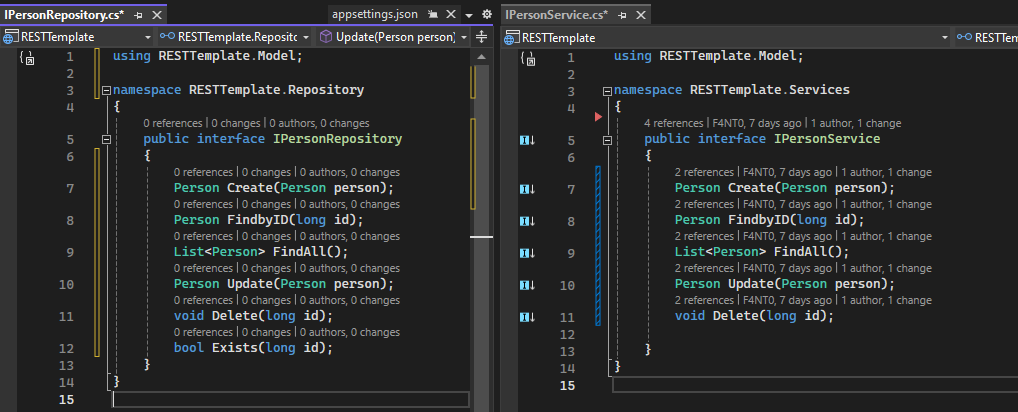 IPersonRepository.cs*
appsettings.json
RESTTemplate
RESTTemplate.Reposito
Update(Person person)
1 using RESTTemplate.Model;
2
3 namespace RESTTemplate.Repository
4 {
0 references | 0 changes | 0 authors, 0 changes
5 public interface IPersonRepository
6 {
0 references | 0 changes | 0 authors, 0 changes
7 Person Create(Person person);
0 references | 0 changes | 0 authors, 0 changes
8 Person FindbyID(long id);
0 references | 0 changes | 0 authors, 0 changes
9 List<Person> FindAll();
0 references | 0 changes | 0 authors, 0 changes
10 Person Update(Person person);
0 references | 0 changes | 0 authors, 0 changes
11 void Delete(long id);
0 references | 0 changes | 0 authors, 0 changes
12 bool Exists(long id);
13 }
14 }
15
IPersonService.cs*
RESTTemplate
RESTTem
1 using RESTTemplate.Model;
2
3 namespace RESTTemplate.Services
4 {
4 references | F4NT0, 7 days ago | 1 author, 1 change
5 public interface IPersonService
6 {
2 references | F4NT0, 7 days ago | 1 author, 1 change
7 Person Create(Person person);
2 references | F4NT0, 7 days ago | 1 author, 1 change
8 Person FindbyID(long id);
2 references | F4NT0, 7 days ago | 1 author, 1 change
9 List<Person> FindAll();
2 references | F4NT0, 7 days ago | 1 author, 1 change
10 Person Update(Person person);
2 references | F4NT0, 7 days ago | 1 author, 1 change
11 void Delete(long id);
12
13 }
14 }
15